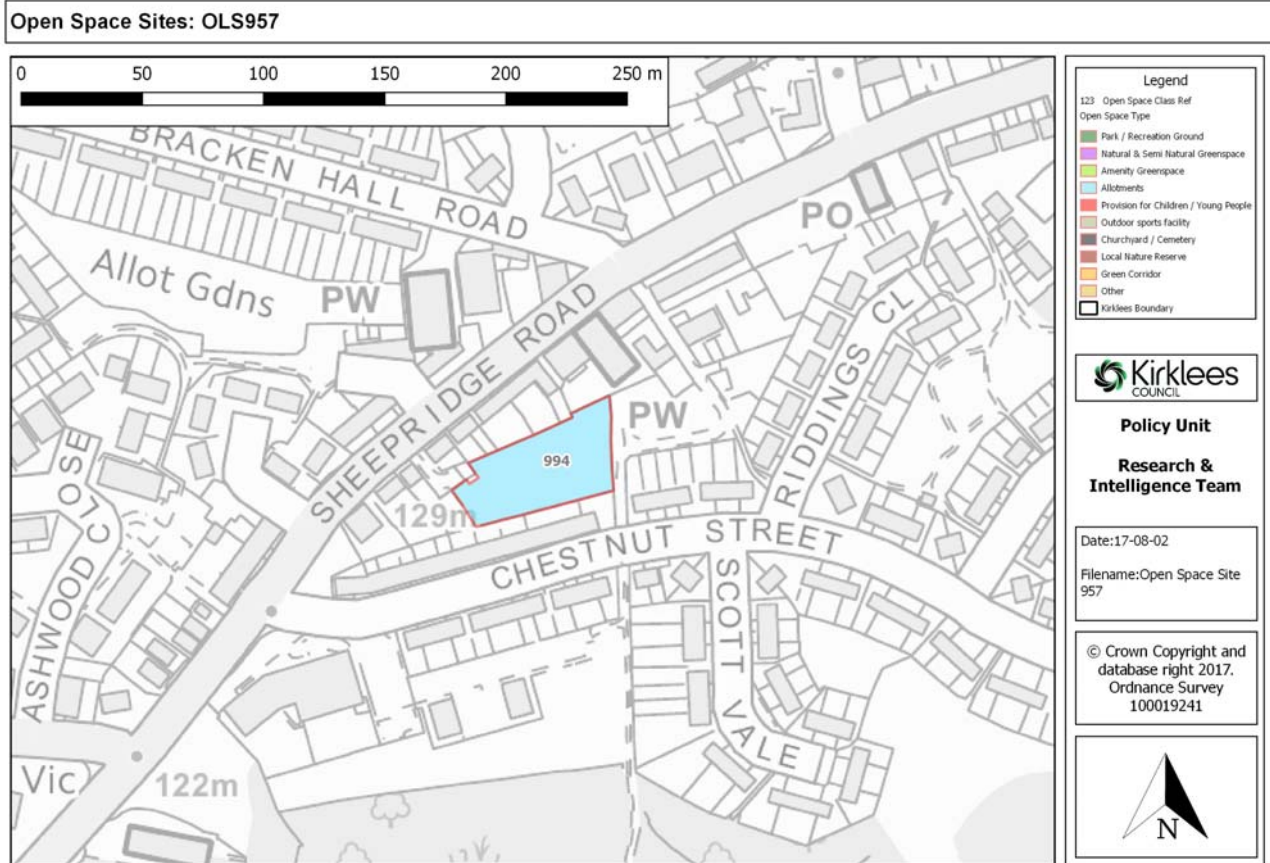 Open Space Sites: OLS957
0 50 100 150 200 250 m
BRACKEN HALL ROAD
PO
Allot Gdns
PW
SHEEPRIDGE ROAD
RIDDINGS CL
PW
994
129m
CHESTNUT STREET
ASHWOOD CLOSE
SCOTT VALE
Vic
122m
Legend
123 Open Space Class Ref
Open Space Type
Park / Recreation Ground
Natural & Semi Natural Greenspace
Amenity Greenspace
Allotments
Provision for Children / Young People
Outdoor sports facility
Churchyard / Cemetery
Local Nature Reserve
Green Corridor
Other
Kirklees Boundary
Kirklees
COUNCIL
Policy Unit
Research &
Intelligence Team
Date:17-08-02
Filename:Open Space Site
957
© Crown Copyright and
database right 2017.
Ordnance Survey
100019241
N